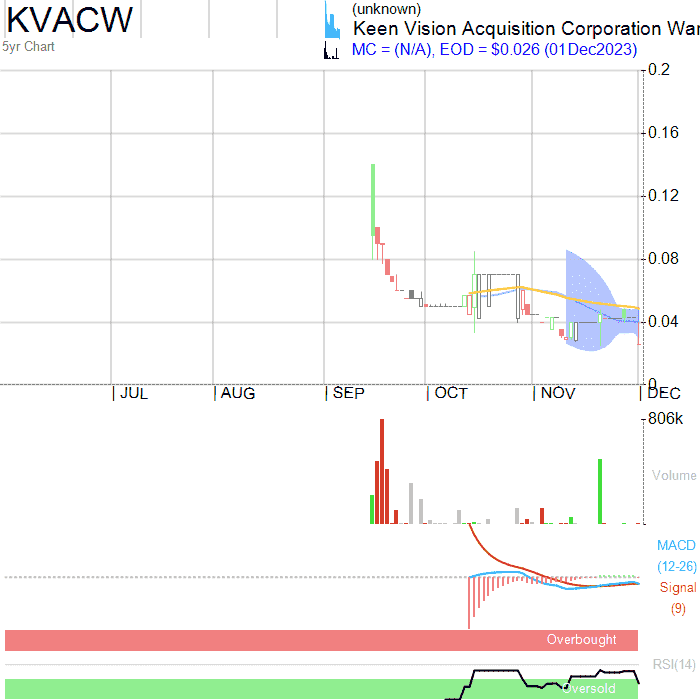 KVACW
5yr Chart
(unknown)
Keen Vision Acquisition Corporation War
MC = (N/A), EOD = $0.026 (01Dec2023)
0.2
0.16
0.12
0.08
0.04
0
JUL AUG SEP OCT NOV DEC
806k
Volume
MACD
(12-26)
Signal
(9)
Overbought
RSI(14)
Oversold